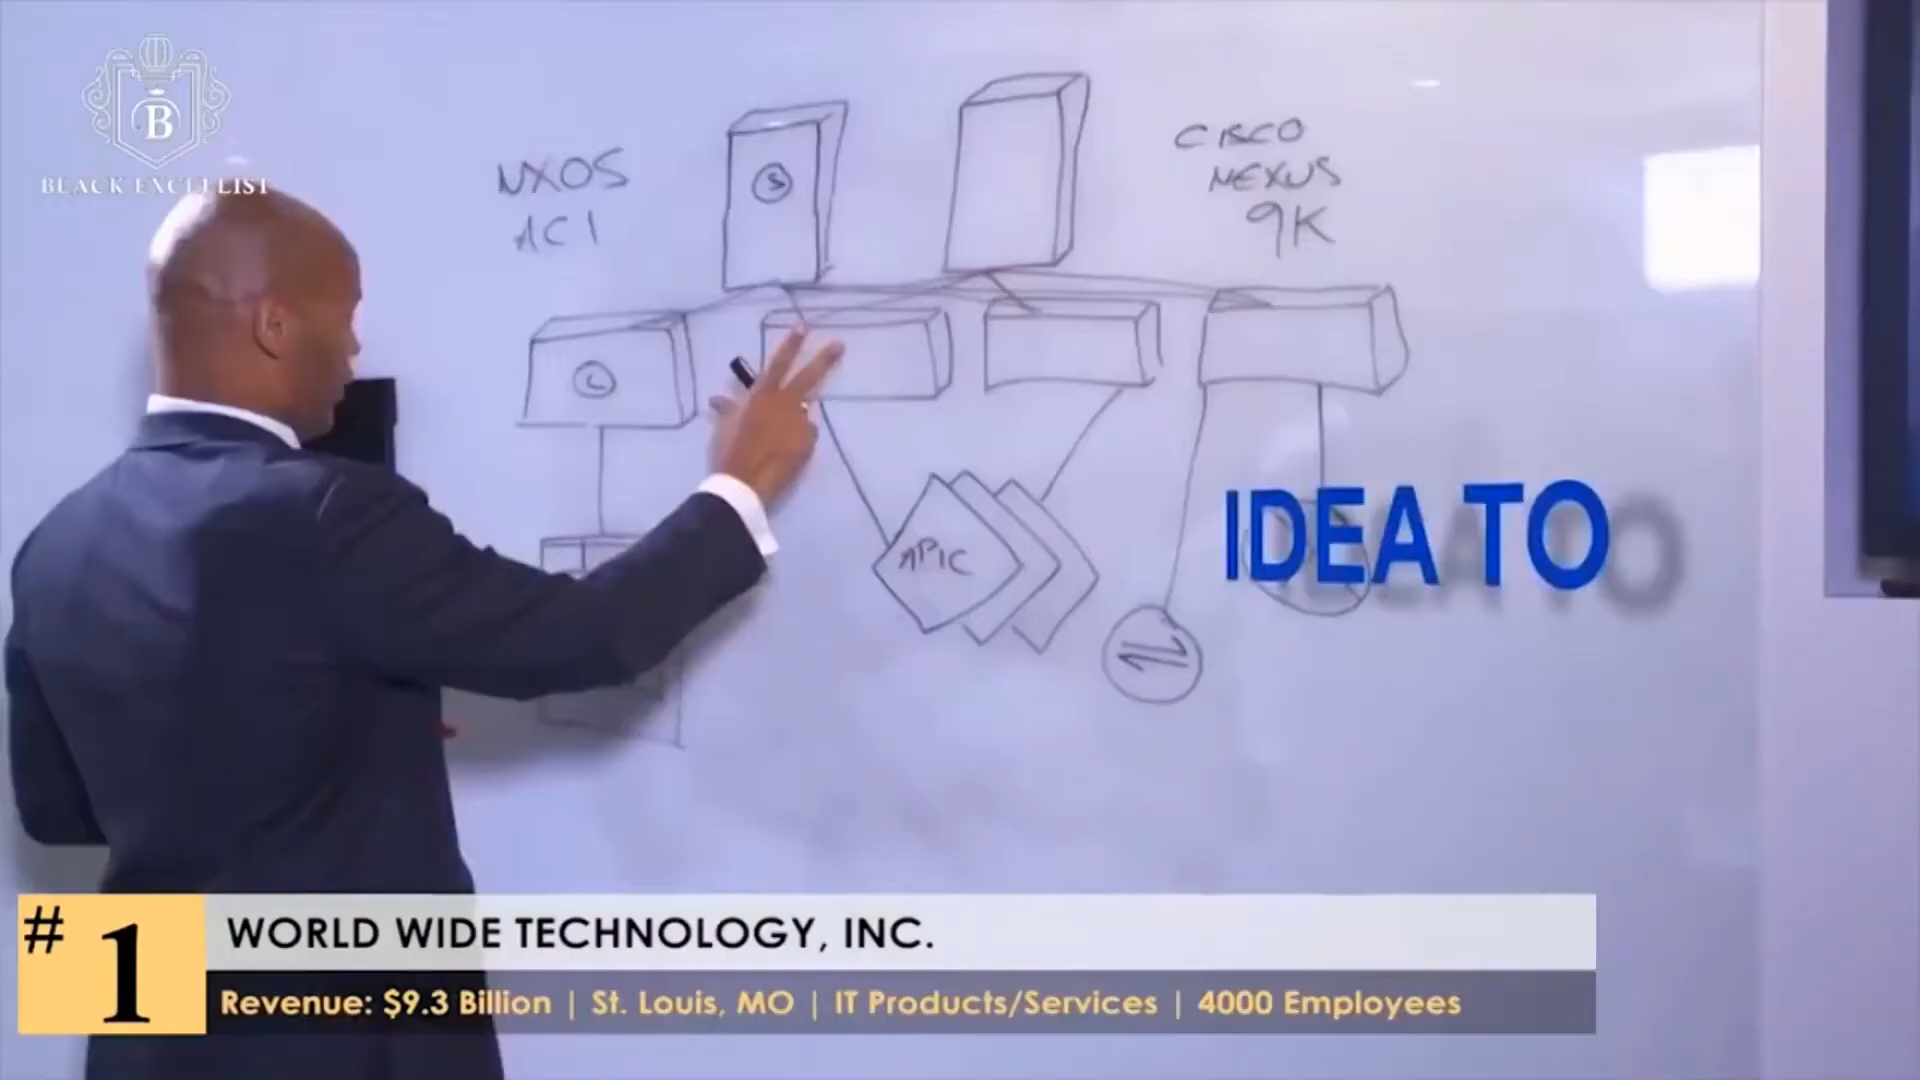 B
BLACK EXCELLIST
NXOS
ACI
S
CISCO
NEXUS
9K
L
APIC
IDEA TO
#1
WORLD WIDE TECHNOLOGY, INC.
Revenue: $9.3 Billion | St. Louis, MO | IT Products/Services | 4000 Employees